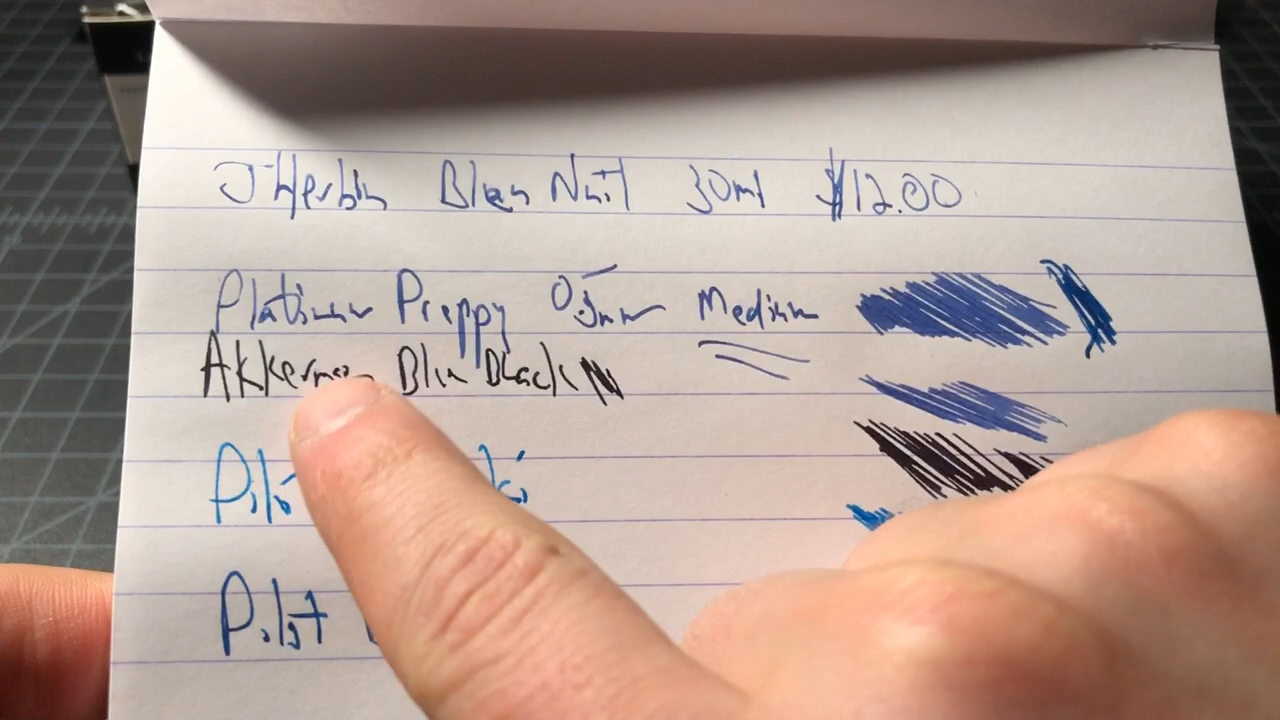 J Herbin Bleu Nuit 30ml $12.00
Platinum Preppy 0.5mm Medium
Akkerman Blue Black
Pilot
Pilot